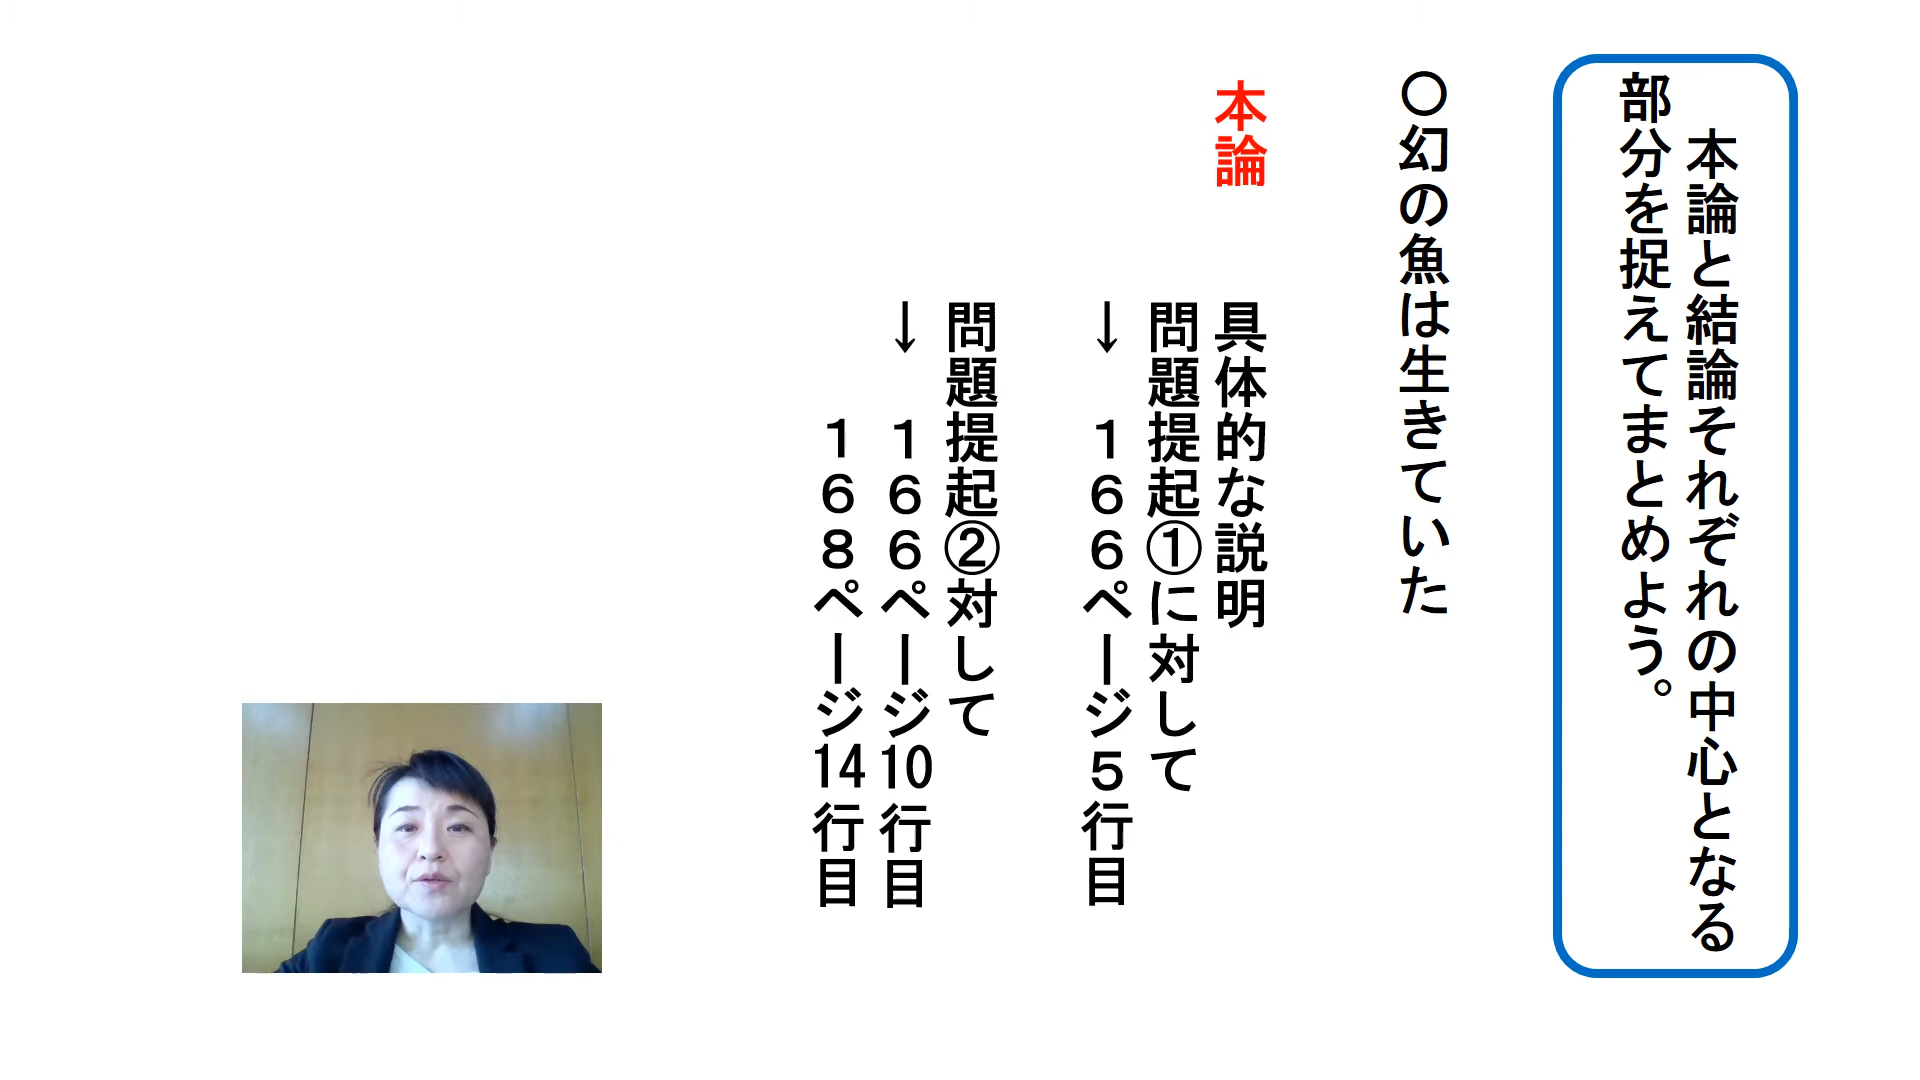 本論と結論それぞれの中心となる
部分を捉えてまとめよう。
〇幻の魚は生きていた
本論　具体的な説明
問題提起①に対して
↓　１６６ページ５行目
問題提起②対して
↓　１６６ページ10行目
１６８ページ14行目